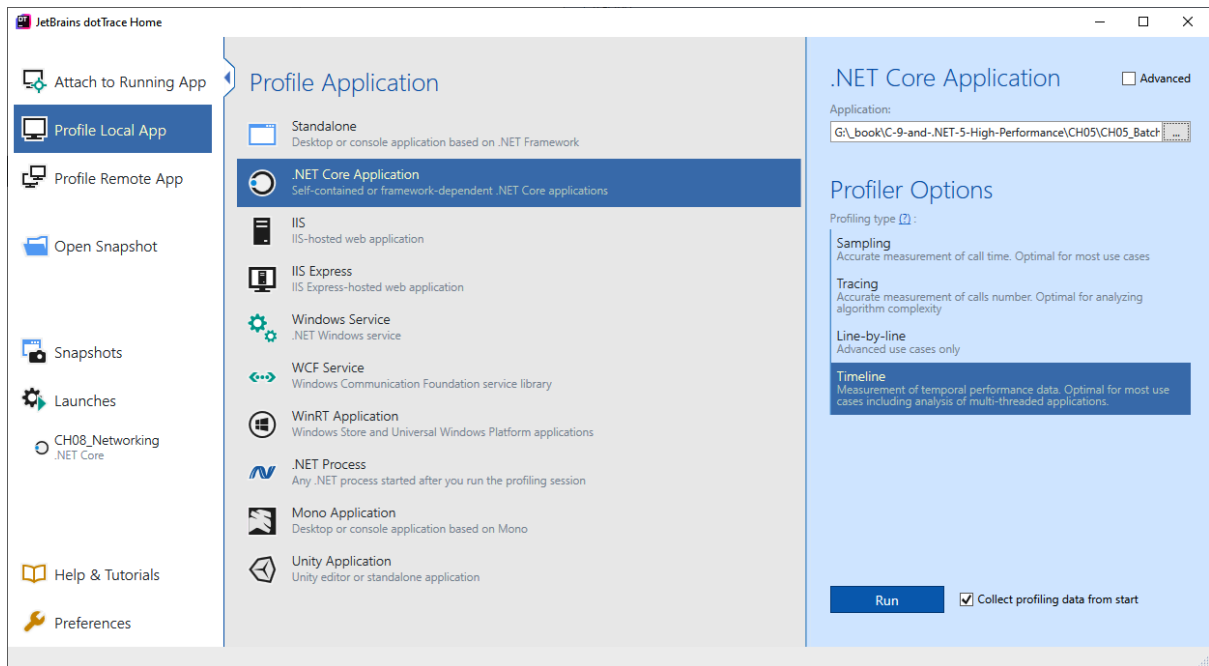 JetBrains dotTrace Home
Attach to Running App
Profile Local App
Profile Remote App
Open Snapshot
Snapshots
Launches
CH08_Networking
.NET Core
Help & Tutorials
Preferences
Profile Application
Standalone
Desktop or console application based on .NET Framework
.NET Core Application
Self-contained or framework-dependent .NET Core applications
IIS
IIS-hosted web application
IIS Express
IIS Express-hosted web application
Windows Service
.NET Windows service
WCF Service
Windows Communication Foundation service library
WinRT Application
Windows Store and Universal Windows Platform applications
.NET Process
Any .NET process started after you run the profiling session
Mono Application
Desktop or console application based on Mono
Unity Application
Unity editor or standalone application
.NET Core Application
Advanced
Application:
G:\_book\C-9-and-.NET-5-High-Performance\CH05\CH05_Batch ...
Profiler Options
Profiling type (?) :
Sampling
Accurate measurement of call time. Optimal for most use cases
Tracing
Accurate measurement of calls number. Optimal for analyzing
algorithm complexity
Line-by-line
Advanced use cases only
Timeline
Measurement of temporal performance data. Optimal for most use
cases including analysis of multi-threaded applications.
Run
Collect profiling data from start